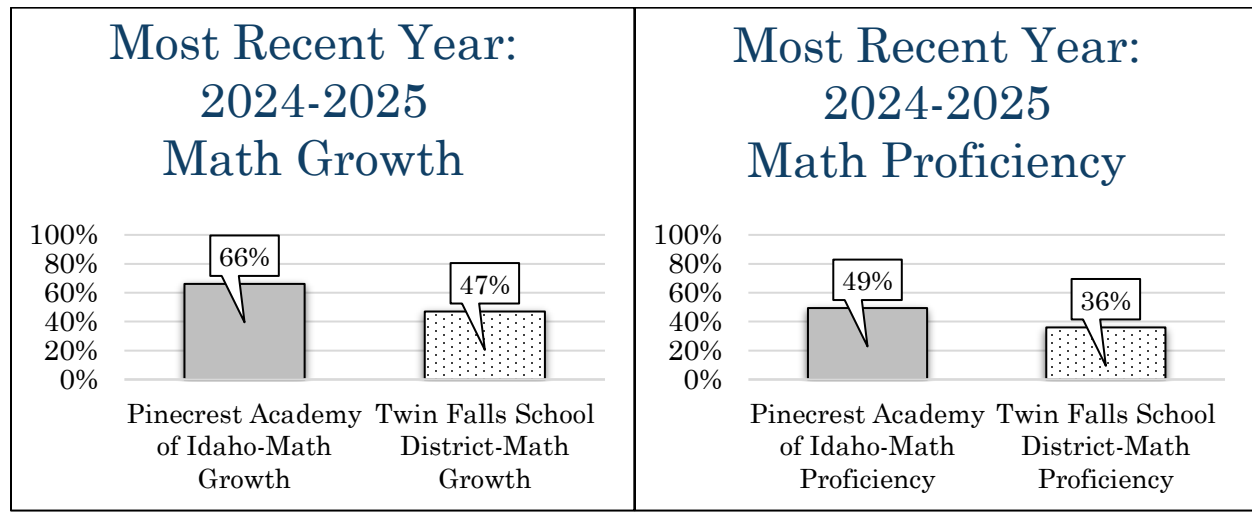 Most Recent Year:
2024-2025
Math Growth
100%
80%
60%
40%
20%
0%
66%
47%
Pinecrest Academy
of Idaho-Math
Growth
Twin Falls School
District-Math
Growth
Most Recent Year:
2024-2025
Math Proficiency
100%
80%
60%
40%
20%
0%
49%
36%
Pinecrest Academy
of Idaho-Math
Proficiency
Twin Falls School
District-Math
Proficiency